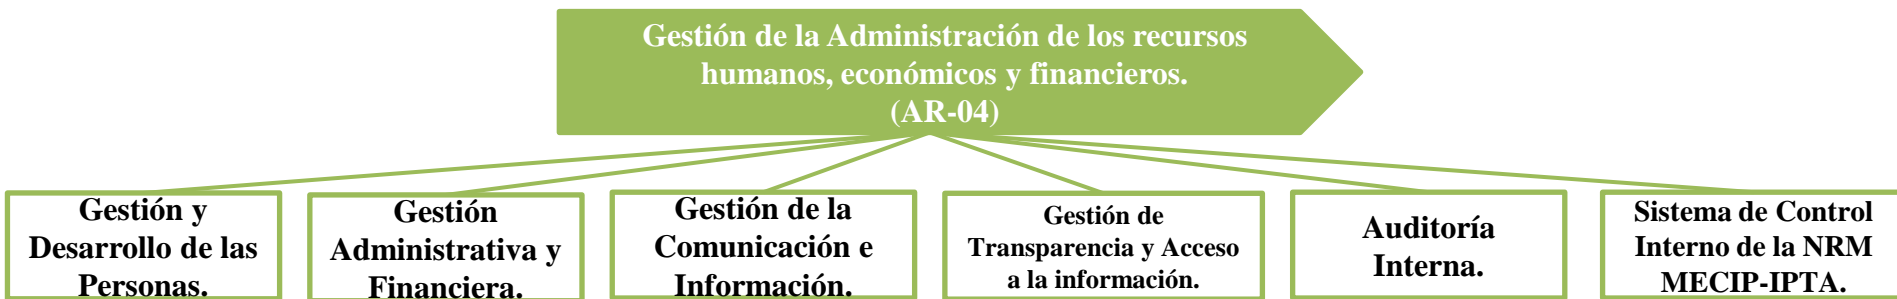 Gestión de la Administración de los recursos
humanos, económicos y financieros.
(AR-04)
Gestión y
Desarrollo de las
Personas.
Gestión
Administrativa y
Financiera.
Gestión de la
Comunicación e
Información.
Gestión de
Transparencia y Acceso
a la información.
Auditoría
Interna.
Sistema de Control
Interno de la NRM
MECIP-IPTA.